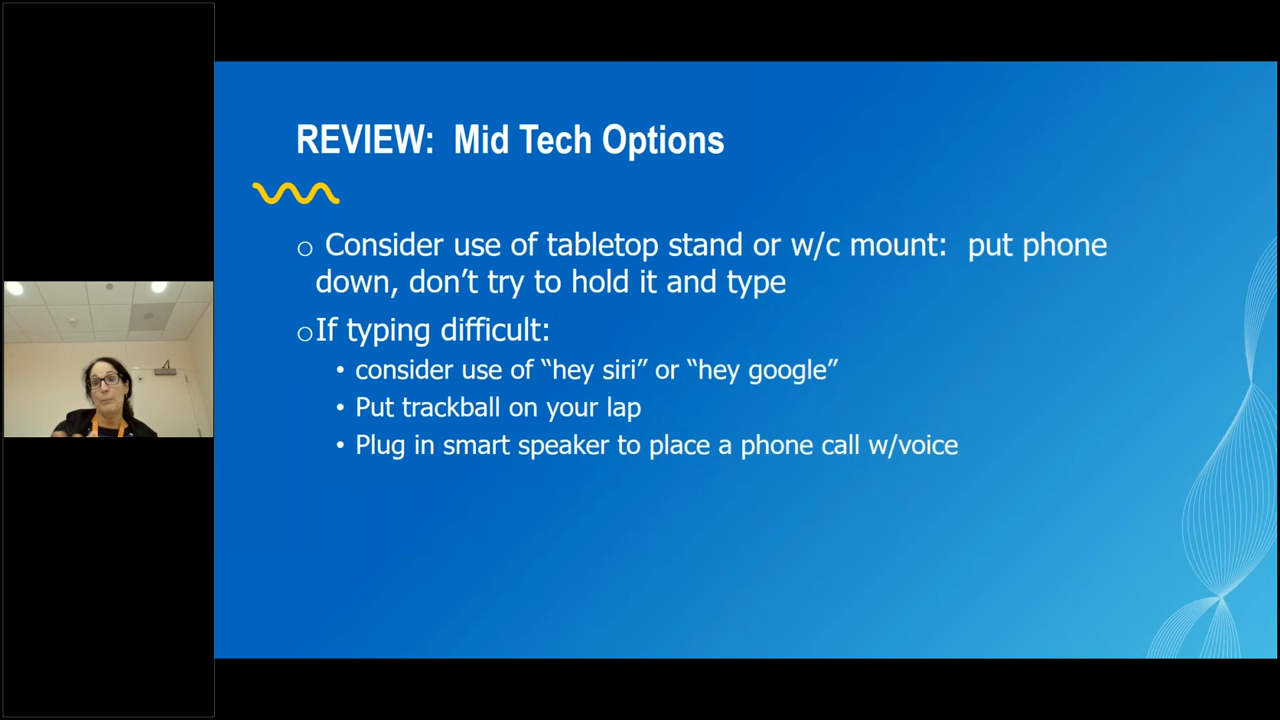 REVIEW:  Mid Tech Options
o Consider use of tabletop stand or w/c mount:  put phone
down, don’t try to hold it and type
oIf typing difficult:
• consider use of “hey siri” or “hey google”
• Put trackball on your lap
• Plug in smart speaker to place a phone call w/voice